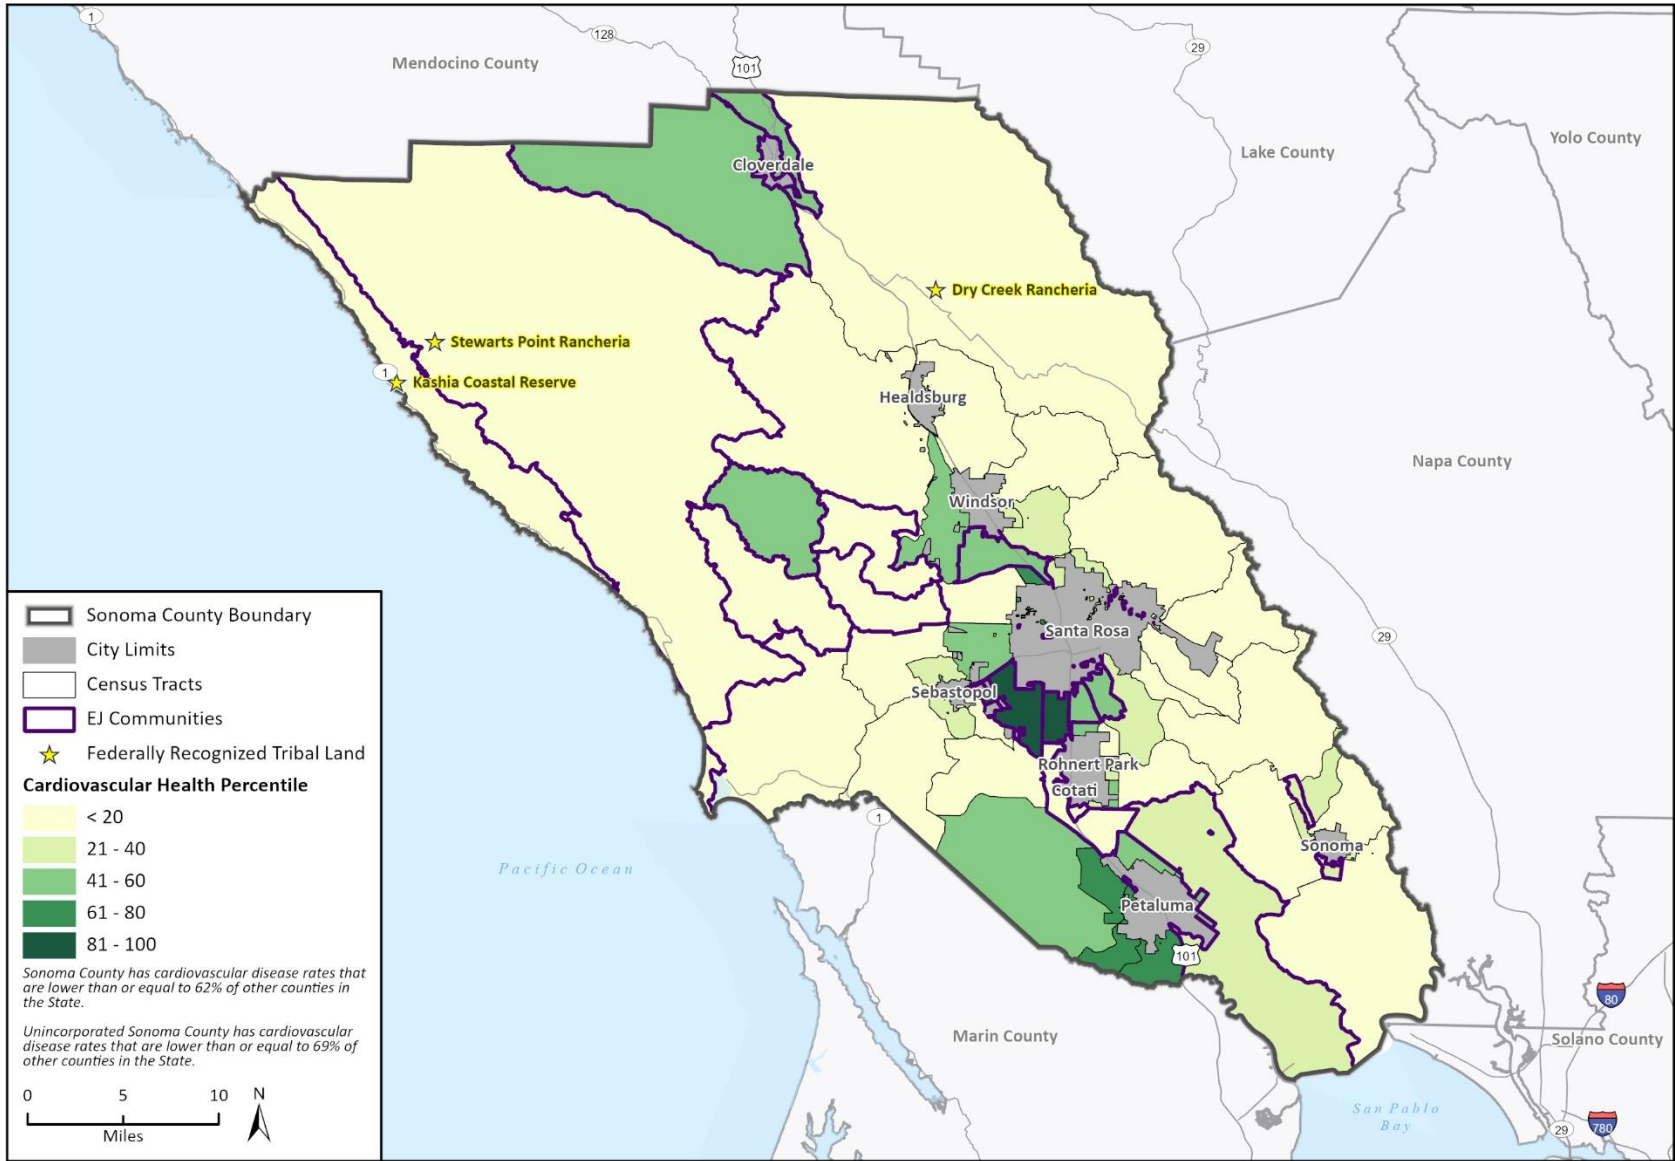 1
128
101
29
Mendocino County
Lake County
Yolo County
Cloverdale
Dry Creek Rancheria
Stewarts Point Rancheria
1
Kashia Coastal Reserve
Healdsburg
Napa County
Windsor
Santa Rosa
29
Sebastopol
Rohnert Park
Cotati
1
Sonoma
Pacific Ocean
Petaluma
101
80
Marin County
Solano County
San Pablo
Bay
29
780
Sonoma County Boundary
City Limits
Census Tracts
EJ Communities
Federally Recognized Tribal Land
Cardiovascular Health Percentile
< 20
21 - 40
41 - 60
61 - 80
81 - 100
Sonoma County has cardiovascular disease rates that
are lower than or equal to 62% of other counties in
the State.
Unincorporated Sonoma County has cardiovascular
disease rates that are lower than or equal to 69% of
other counties in the State.
0 5 10
Miles
N